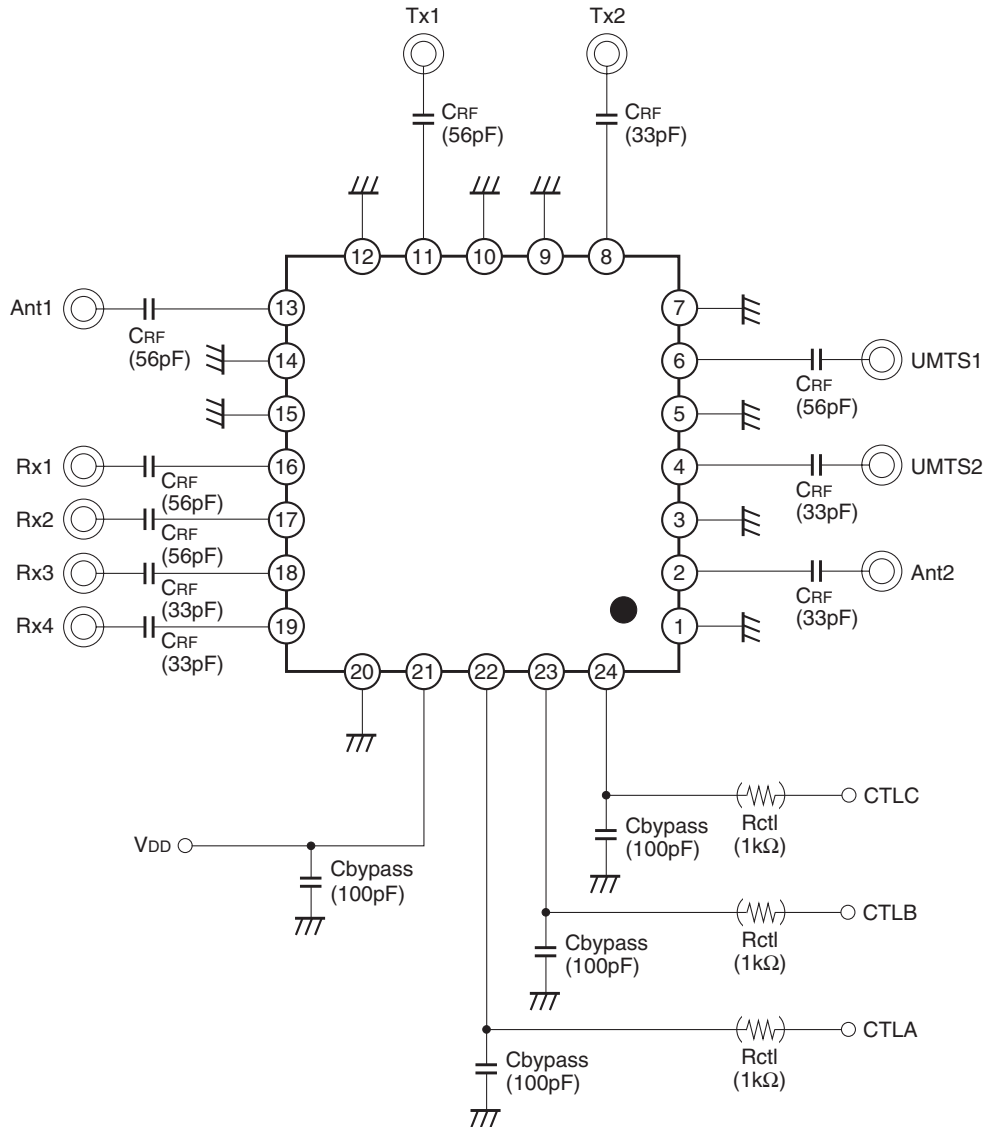 Tx1
Tx2
CRF
(56pF)
CRF
(33pF)
12
11
10
9
8
Ant1
13
CRF
(56pF)
7
14
6
UMTS1
CRF
(56pF)
15
5
Rx1
16
CRF
(56pF)
4
UMTS2
CRF
(33pF)
Rx2
17
CRF
(56pF)
3
Rx3
18
CRF
(33pF)
2
Ant2
CRF
(33pF)
Rx4
19
CRF
(33pF)
1
20
21
22
23
24
CTLC
Rctl
(1kΩ)
Cbypass
(100pF)
VDD
Cbypass
(100pF)
CTLB
Rctl
(1kΩ)
Cbypass
(100pF)
CTLA
Rctl
(1kΩ)
Cbypass
(100pF)